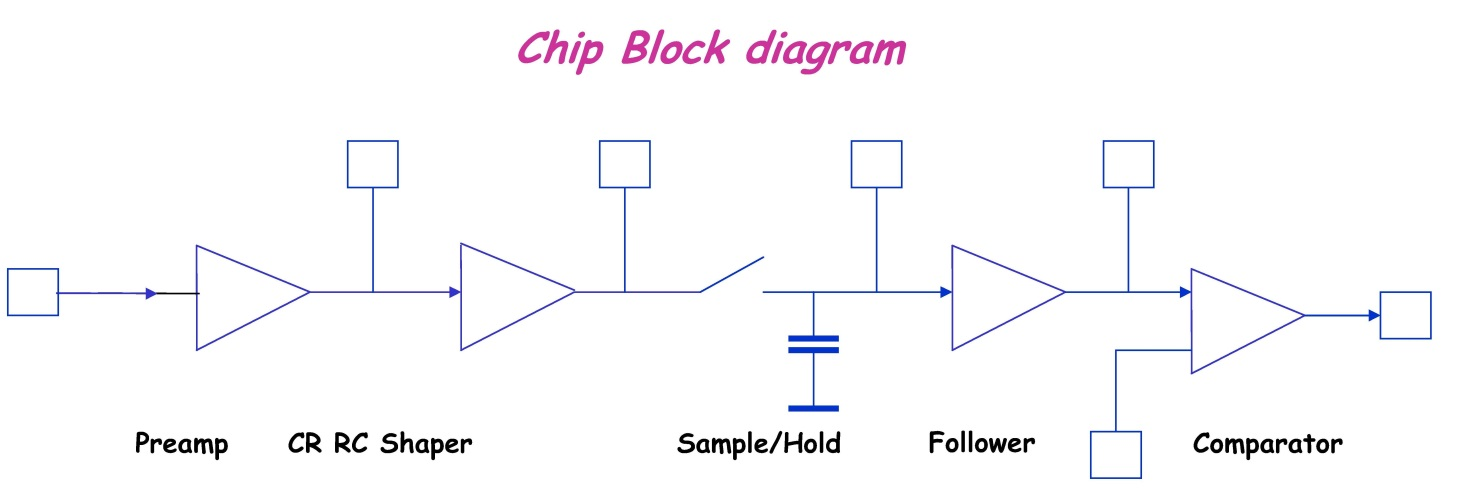 Chip Block diagram
Preamp CR RC Shaper Sample/Hold Follower Comparator